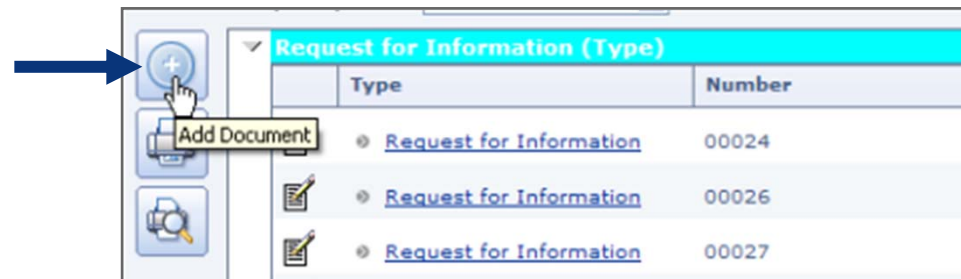 Request for Information (Type)
Type Number
Add Document
Request for Information 00024
Request for Information 00026
Request for Information 00027